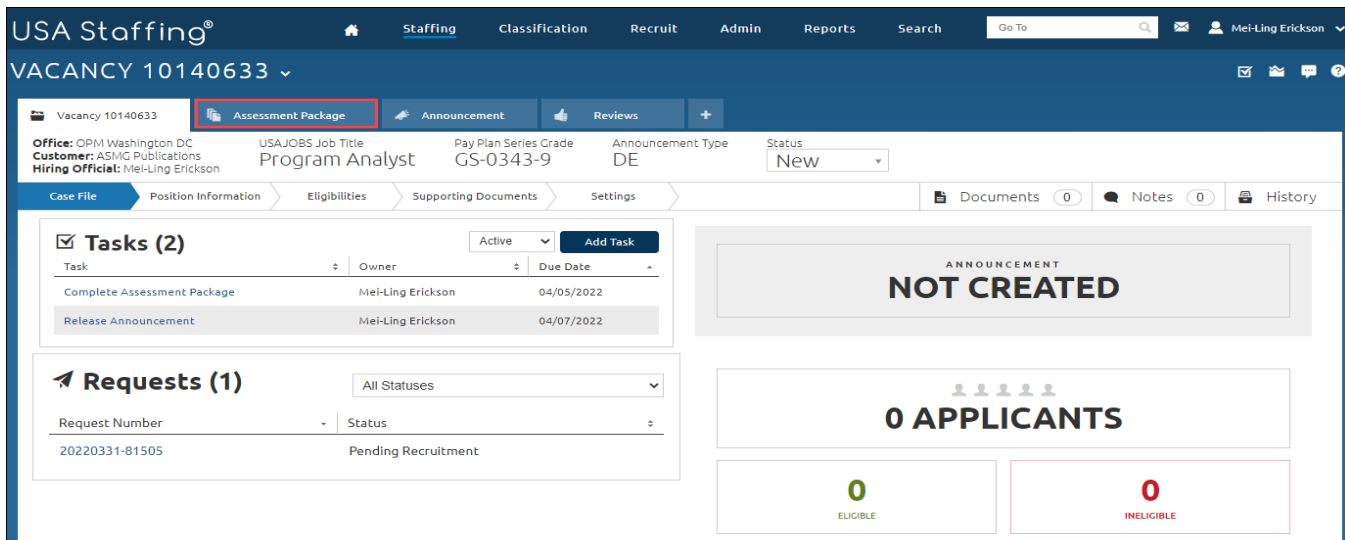 USA Staffing®
Staffing Classification Recruit Admin Reports Search Go To Mei-Ling Erickson
VACANCY 10140633
Vacancy 10140633 Assessment Package Announcement Reviews +
Office: OPM Washington DC
Customer: ASMG Publications
Hiring Official: Mei-Ling Erickson
USAJOBS Job Title
Program Analyst
Pay Plan Series Grade
GS-0343-9
Announcement Type
DE
Status
New
Case File Position Information Eligibilities Supporting Documents Settings Documents 0 Notes 0 History
Tasks (2) Active Add Task
Task Owner Due Date
Complete Assessment Package Mei-Ling Erickson 04/05/2022
Release Announcement Mei-Ling Erickson 04/07/2022
Requests (1) All Statuses
Request Number Status
20220331-81505 Pending Recruitment
ANNOUNCEMENT
NOT CREATED
0 APPLICANTS
0
ELIGIBLE
0
INELIGIBLE